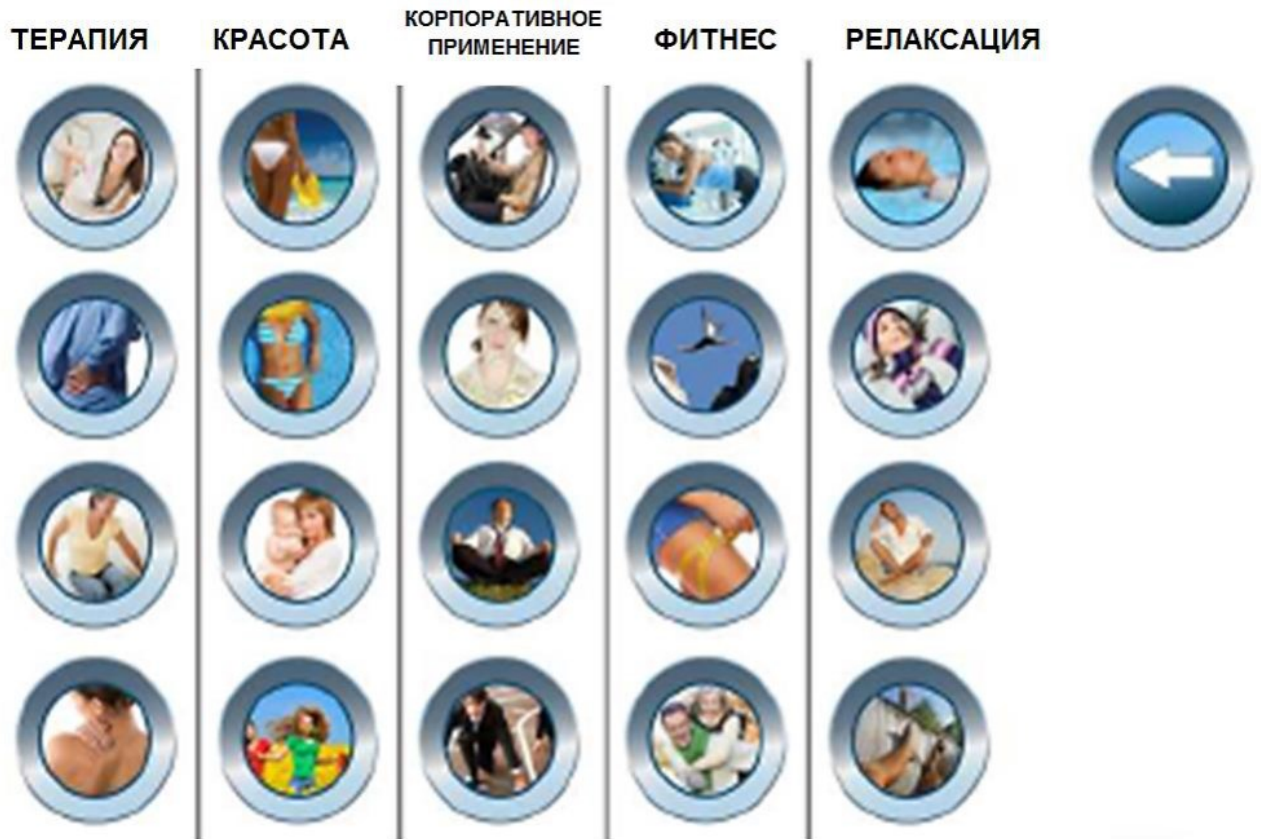 ТЕРАПИЯ
КРАСОТА
КОРПОРАТИВНОЕ
ПРИМЕНЕНИЕ
ФИТНЕС
РЕЛАКСАЦИЯ